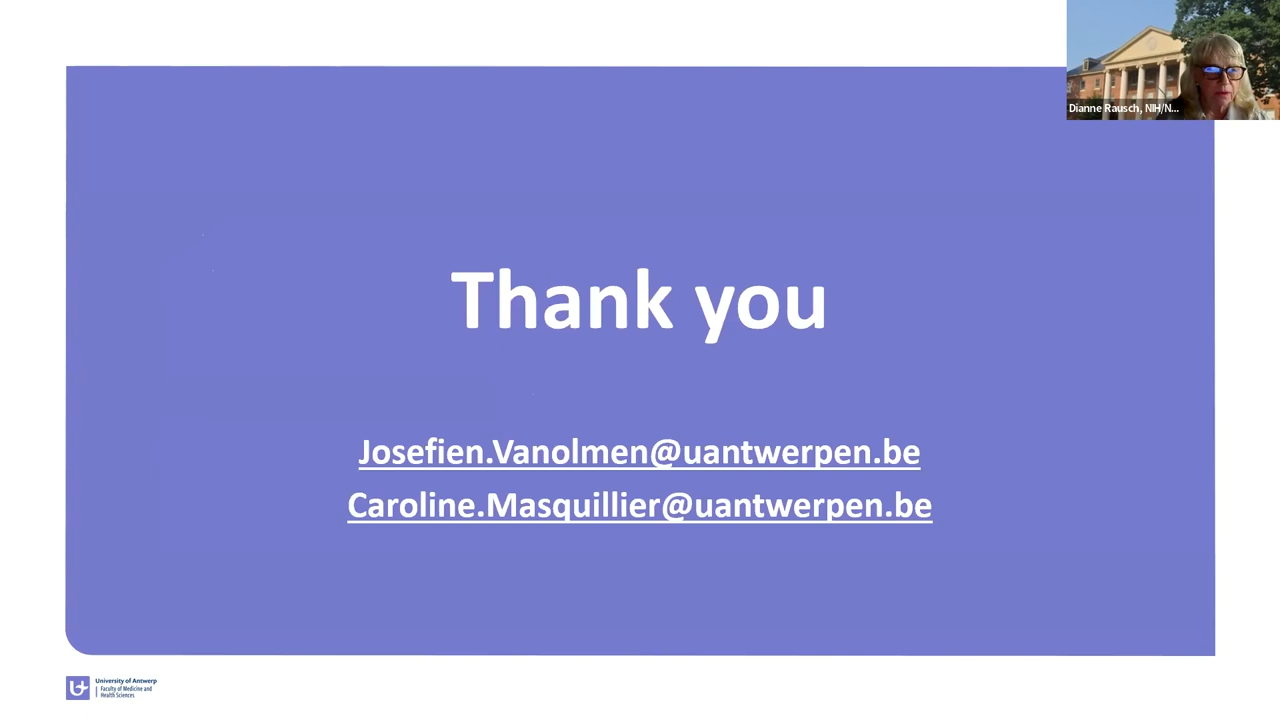 Dianne Rausch, NIH/N...
Thank you
Josefien.Vanolmen@uantwerpen.be
Caroline.Masquillier@uantwerpen.be
University of Antwerp
Faculty of Medicine and
Health Sciences